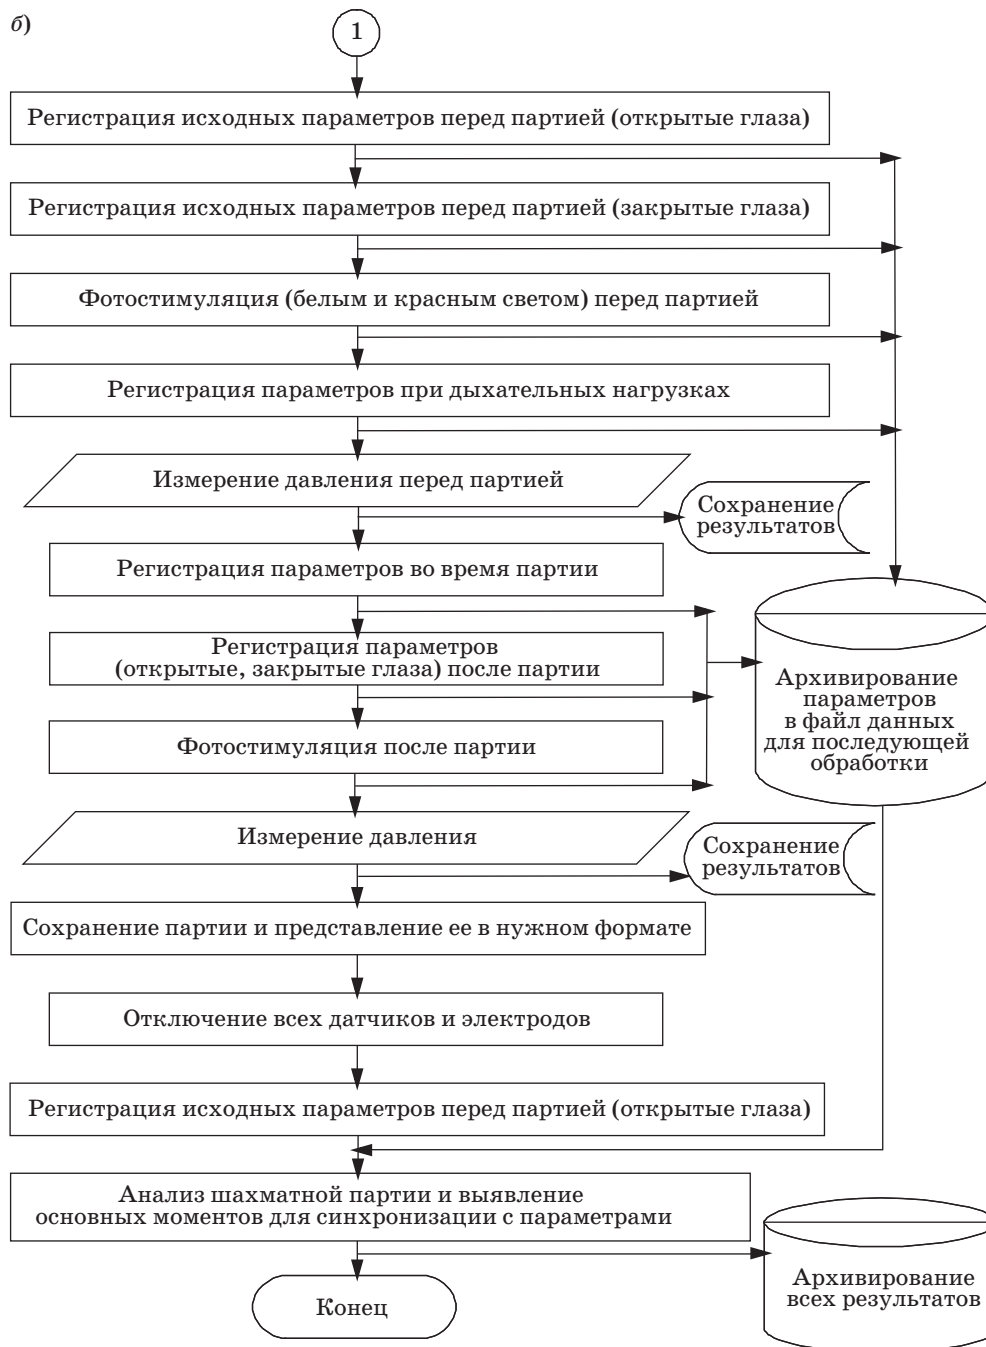 б)
1
Регистрация исходных параметров перед партией (открытые глаза)
Регистрация исходных параметров перед партией (закрытые глаза)
Фотостимуляция (белым и красным светом) перед партией
Регистрация параметров при дыхательных нагрузках
Измерение давления перед партией
Сохранение
результатов
Регистрация параметров во время партии
Регистрация параметров
(открытые, закрытые глаза) после партии
Архивирование
параметров
в файл данных
для последующей
обработки
Фотостимуляция после партии
Измерение давления
Сохранение
результатов
Сохранение партии и представление ее в нужном формате
Отключение всех датчиков и электродов
Регистрация исходных параметров перед партией (открытые глаза)
Анализ шахматной партии и выявление
основных моментов для синхронизации с параметрами
Архивирование
всех результатов
Конец